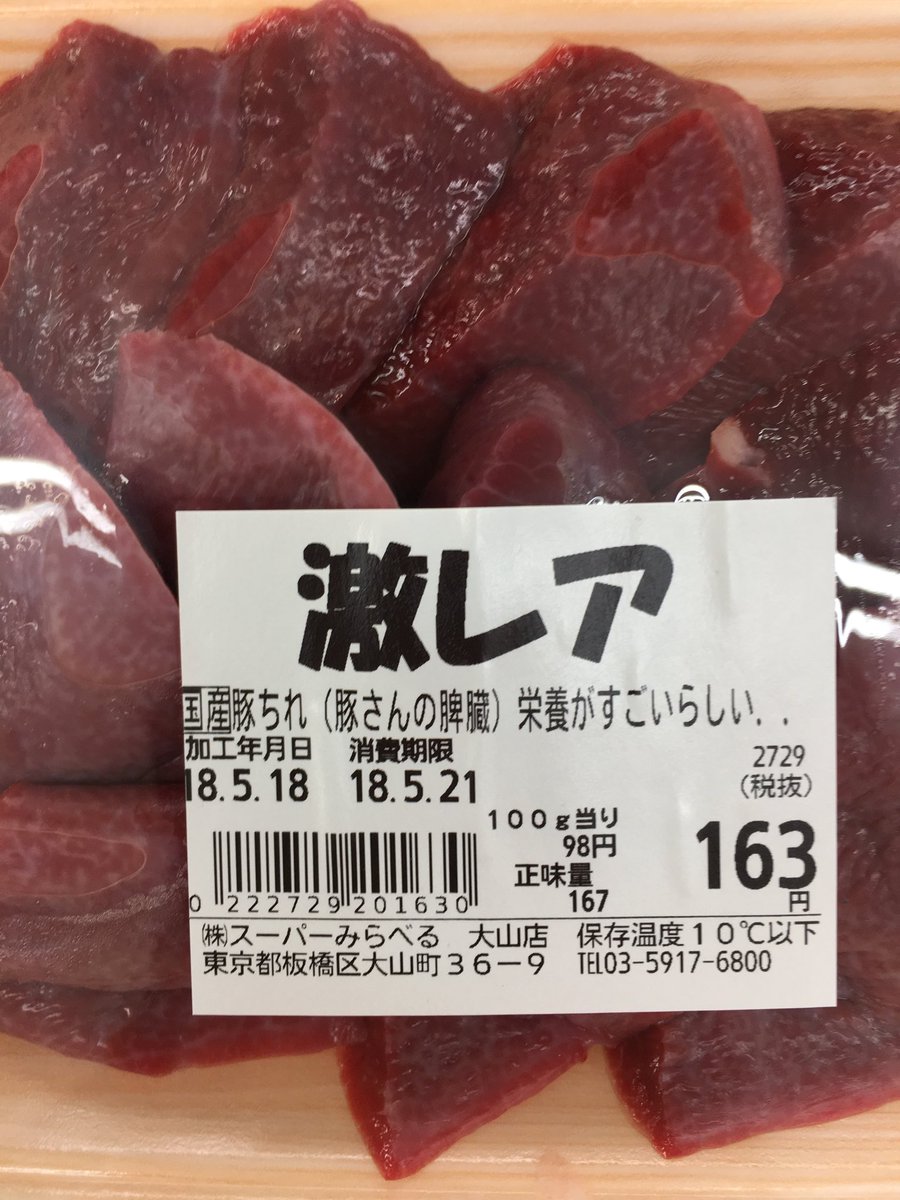 激レア
国産豚ちれ（豚さんの脾臓）栄養がすごいらしい．．
加工年月日 消費期限 2729
18.5.18 18.5.21 （税抜）
100g当り
98円 163円
正味量
167
0 222729 201630
㈱スーパーみらべる 大山店 保存温度10℃以下
東京都板橋区大山町36－9 TEL03-5917-6800